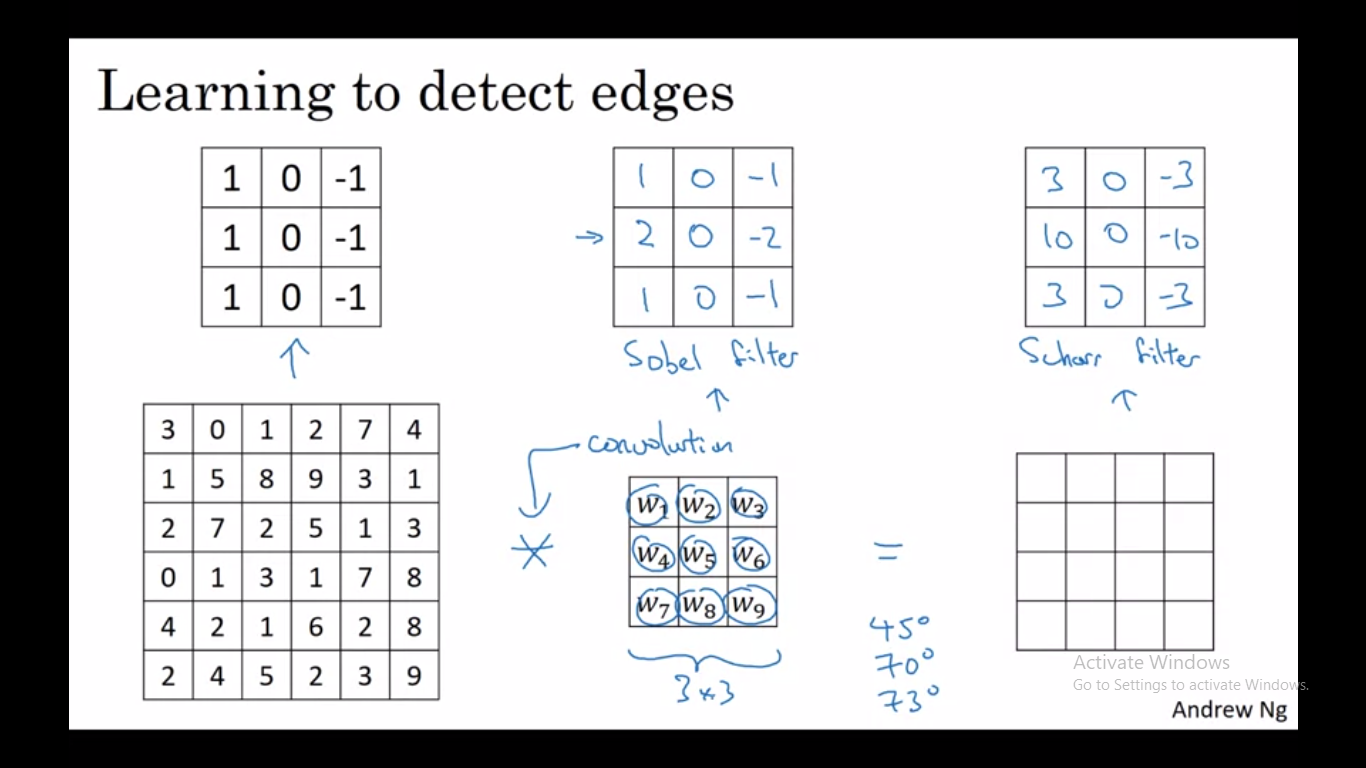 Learning to detect edges
1 0 -1
1 0 -1
1 0 -1
1 0 -1
→ 2 0 -2
1 0 -1
Sobel filter
3 0 -3
10 0 -10
3 0 -3
Scharr filter
3 0 1 2 7 4
1 5 8 9 3 1
2 7 2 5 1 3
0 1 3 1 7 8
4 2 1 6 2 8
2 4 5 2 3 9
convolution
*
w₁ w₂ w₃
w₄ w₅ w₆
w₇ w₈ w₉
3×3
=
45°
70°
73°
Activate Windows
Go to Settings to activate Windows.
Andrew Ng